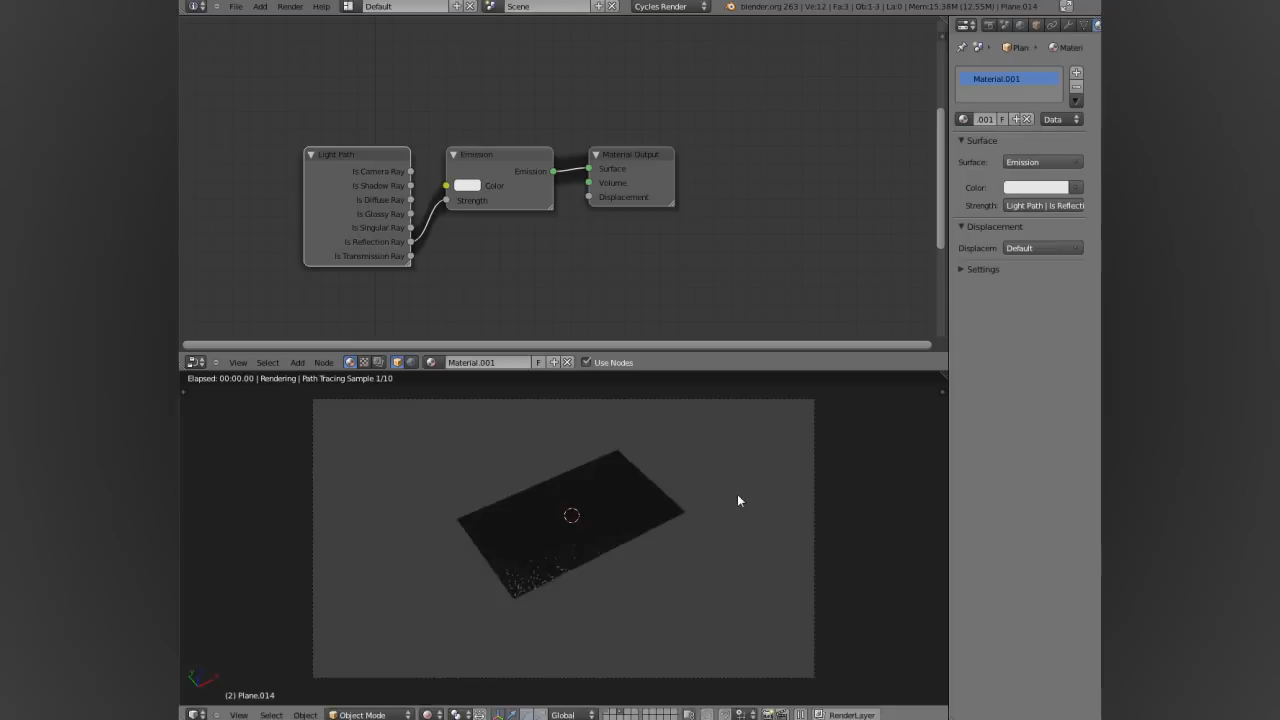 File Add Render Help Default Scene Cycles Render blender.org 263 | Ve:12 | Fa:3 | Ob:1-3 | La:0 | Mem:15.38M (12.55M) | Plane.014
Plan Materi
Material.001
.001 F Data
Surface
Surface: Emission
Color:
Strength: Light Path | Is Reflecti
Displacement
Displacem Default
Settings
Light Path
Is Camera Ray
Is Shadow Ray
Is Diffuse Ray
Is Glossy Ray
Is Singular Ray
Is Reflection Ray
Is Transmission Ray
Emission
Emission
Color
Strength
Material Output
Surface
Volume
Displacement
View Select Add Node Material.001 F Use Nodes
Elapsed: 00:00.00 | Rendering | Path Tracing Sample 1/10
(2) Plane.014
View Select Object Object Mode Global RenderLayer